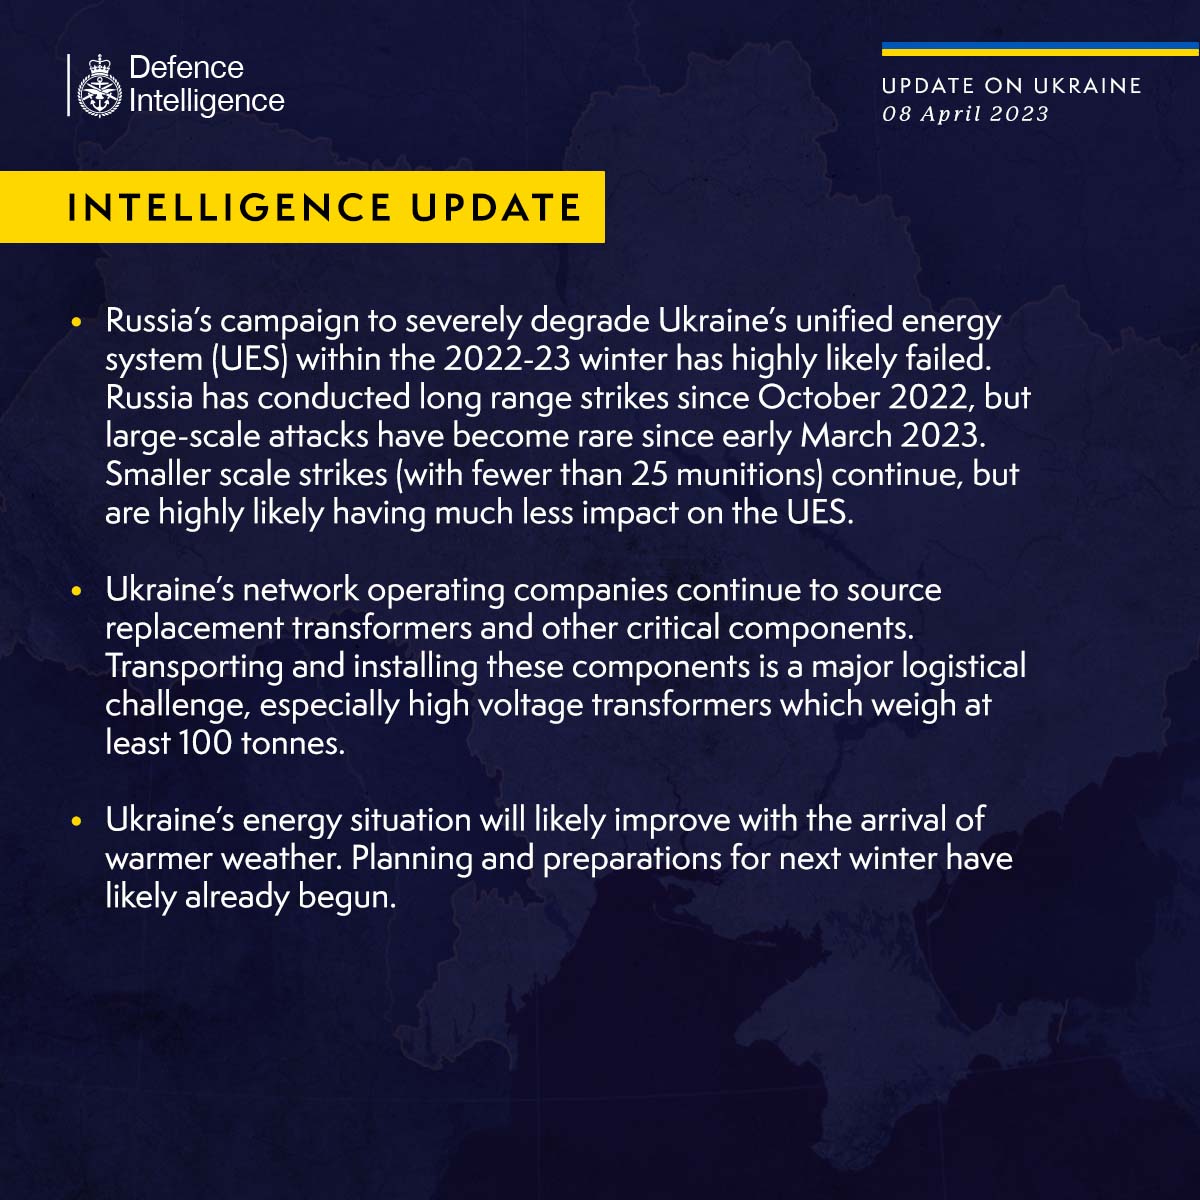 Defence
Intelligence
UPDATE ON UKRAINE
08 April 2023
INTELLIGENCE UPDATE
• Russia’s campaign to severely degrade Ukraine’s unified energy
system (UES) within the 2022-23 winter has highly likely failed.
Russia has conducted long range strikes since October 2022, but
large-scale attacks have become rare since early March 2023.
Smaller scale strikes (with fewer than 25 munitions) continue, but
are highly likely having much less impact on the UES.
• Ukraine’s network operating companies continue to source
replacement transformers and other critical components.
Transporting and installing these components is a major logistical
challenge, especially high voltage transformers which weigh at
least 100 tonnes.
• Ukraine’s energy situation will likely improve with the arrival of
warmer weather. Planning and preparations for next winter have
likely already begun.